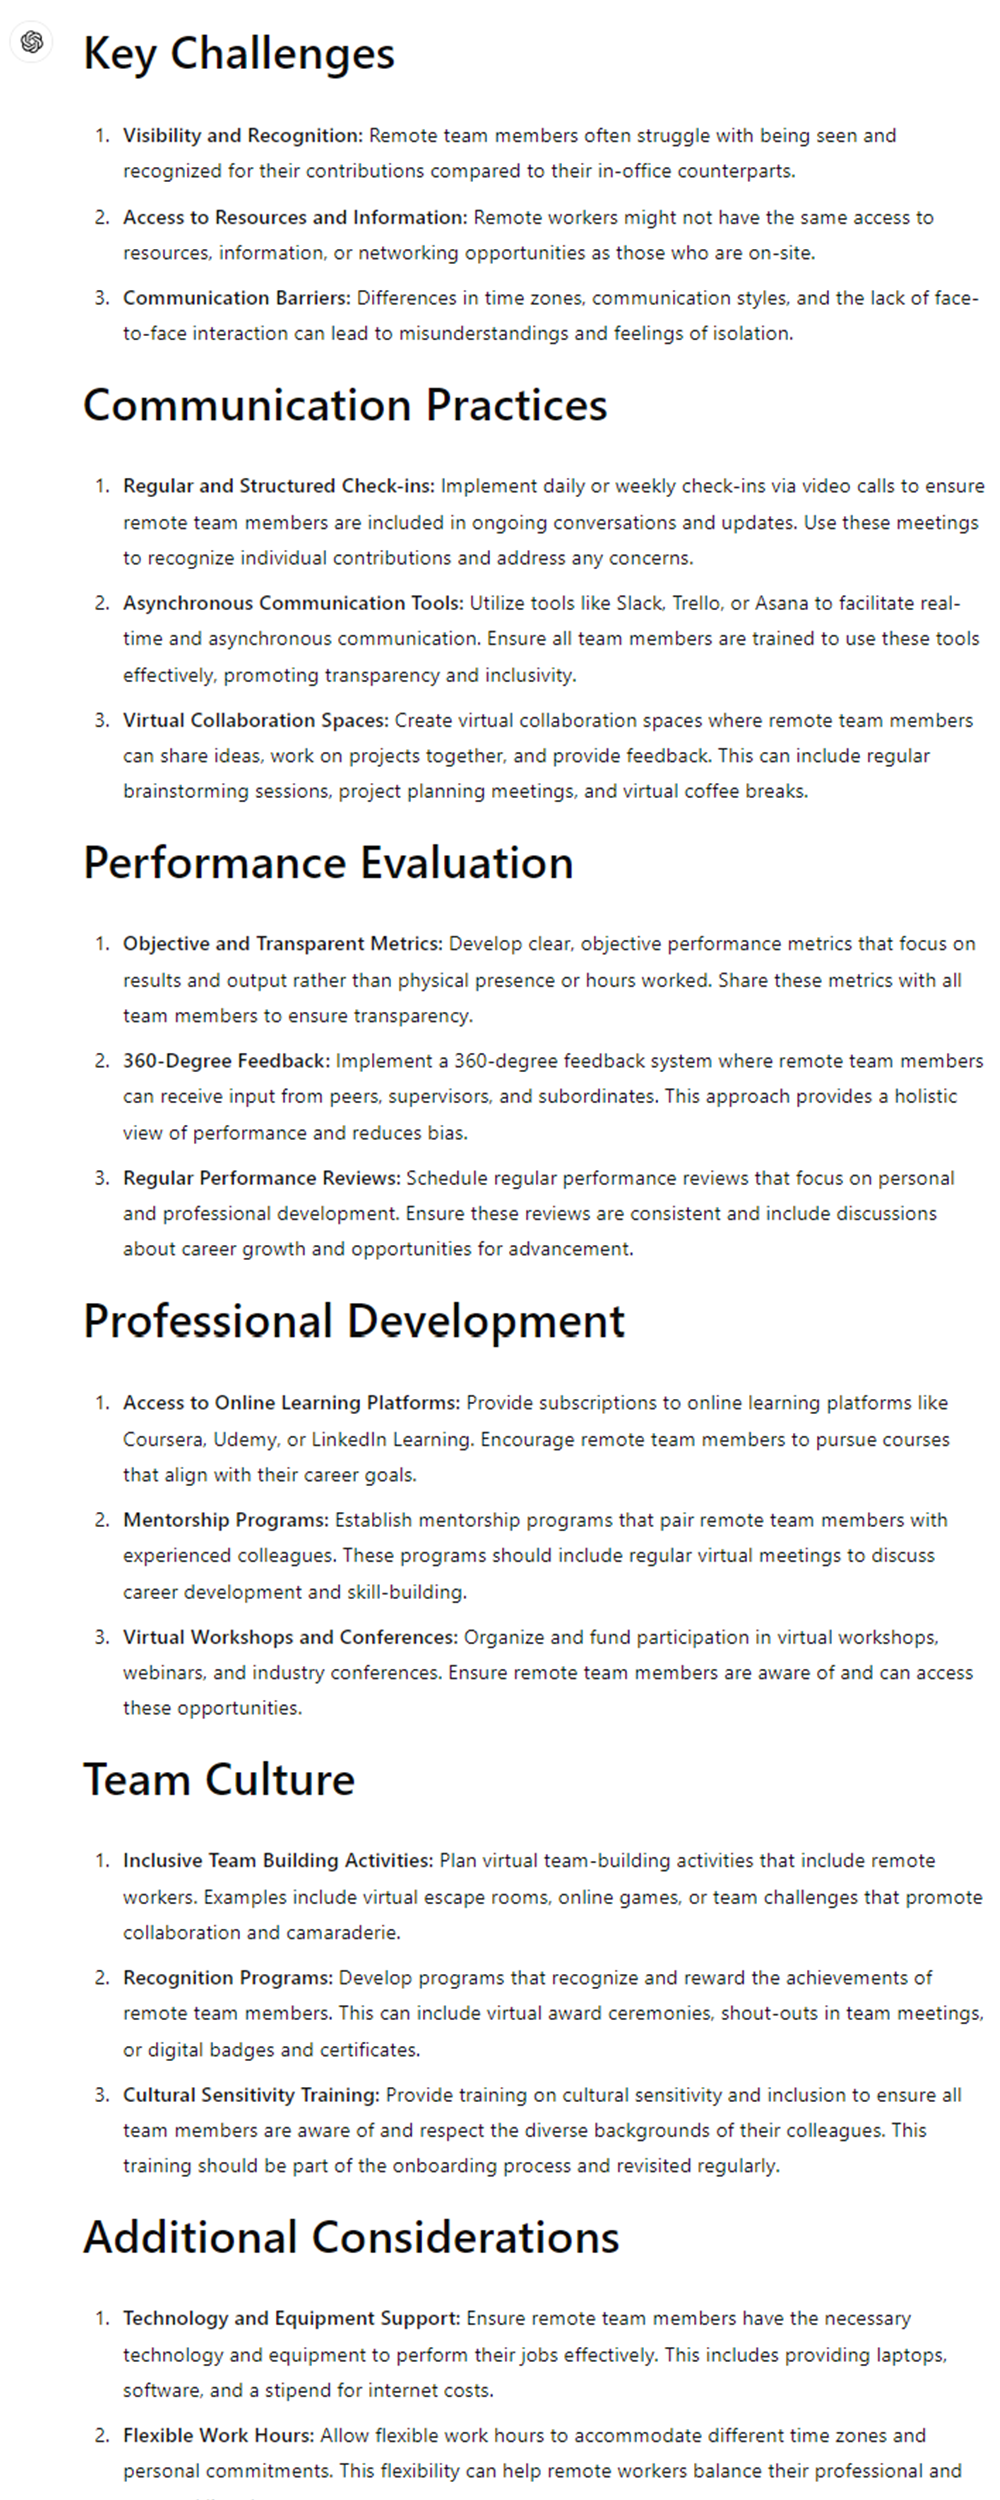 Key Challenges
1. Visibility and Recognition: Remote team members often struggle with being seen and
recognized for their contributions compared to their in-office counterparts.
2. Access to Resources and Information: Remote workers might not have the same access to
resources, information, or networking opportunities as those who are on-site.
3. Communication Barriers: Differences in time zones, communication styles, and the lack of face-
to-face interaction can lead to misunderstandings and feelings of isolation.
Communication Practices
1. Regular and Structured Check-ins: Implement daily or weekly check-ins via video calls to ensure
remote team members are included in ongoing conversations and updates. Use these meetings
to recognize individual contributions and address any concerns.
2. Asynchronous Communication Tools: Utilize tools like Slack, Trello, or Asana to facilitate real-
time and asynchronous communication. Ensure all team members are trained to use these tools
effectively, promoting transparency and inclusivity.
3. Virtual Collaboration Spaces: Create virtual collaboration spaces where remote team members
can share ideas, work on projects together, and provide feedback. This can include regular
brainstorming sessions, project planning meetings, and virtual coffee breaks.
Performance Evaluation
1. Objective and Transparent Metrics: Develop clear, objective performance metrics that focus on
results and output rather than physical presence or hours worked. Share these metrics with all
team members to ensure transparency.
2. 360-Degree Feedback: Implement a 360-degree feedback system where remote team members
can receive input from peers, supervisors, and subordinates. This approach provides a holistic
view of performance and reduces bias.
3. Regular Performance Reviews: Schedule regular performance reviews that focus on personal
and professional development. Ensure these reviews are consistent and include discussions
about career growth and opportunities for advancement.
Professional Development
1. Access to Online Learning Platforms: Provide subscriptions to online learning platforms like
Coursera, Udemy, or LinkedIn Learning. Encourage remote team members to pursue courses
that align with their career goals.
2. Mentorship Programs: Establish mentorship programs that pair remote team members with
experienced colleagues. These programs should include regular virtual meetings to discuss
career development and skill-building.
3. Virtual Workshops and Conferences: Organize and fund participation in virtual workshops,
webinars, and industry conferences. Ensure remote team members are aware of and can access
these opportunities.
Team Culture
1. Inclusive Team Building Activities: Plan virtual team-building activities that include remote
workers. Examples include virtual escape rooms, online games, or team challenges that promote
collaboration and camaraderie.
2. Recognition Programs: Develop programs that recognize and reward the achievements of
remote team members. This can include virtual award ceremonies, shout-outs in team meetings,
or digital badges and certificates.
3. Cultural Sensitivity Training: Provide training on cultural sensitivity and inclusion to ensure all
team members are aware of and respect the diverse backgrounds of their colleagues. This
training should be part of the onboarding process and revisited regularly.
Additional Considerations
1. Technology and Equipment Support: Ensure remote team members have the necessary
technology and equipment to perform their jobs effectively. This includes providing laptops,
software, and a stipend for internet costs.
2. Flexible Work Hours: Allow flexible work hours to accommodate different time zones and
personal commitments. This flexibility can help remote workers balance their professional and